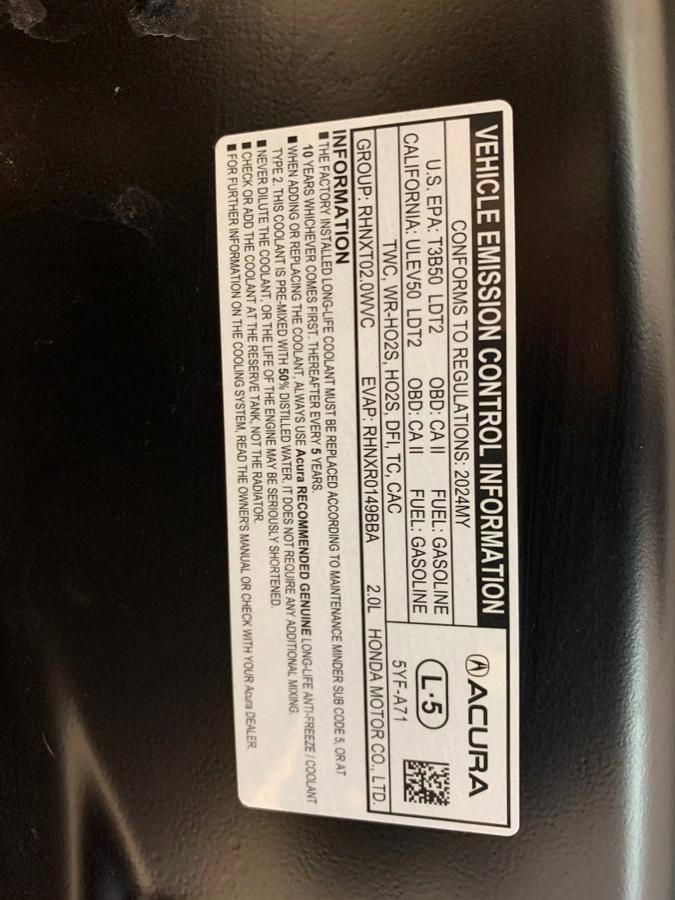 VEHICLE EMISSION CONTROL INFORMATION
ACURA
CONFORMS TO REGULATIONS: 2024MY
U.S. EPA: T3B50 LDT2 OBD: CA II FUEL: GASOLINE
CALIFORNIA: ULEV50 LDT2 OBD: CA II FUEL: GASOLINE
L·5
TWC, WR-HO2S, HO2S, DFI, TC, CAC
5YF-A71
GROUP: RHNXT02.0WVC EVAP: RHNXR0149BBA 2.0L HONDA MOTOR CO., LTD.
INFORMATION
■ THE FACTORY INSTALLED LONG-LIFE COOLANT MUST BE REPLACED ACCORDING TO MAINTENANCE MINDER SUB CODE 5, OR AT
10 YEARS WHICHEVER COMES FIRST. THEREAFTER EVERY 5 YEARS.
■ WHEN ADDING OR REPLACING THE COOLANT, ALWAYS USE Acura RECOMMENDED GENUINE LONG-LIFE ANTI-FREEZE / COOLANT
TYPE 2. THIS COOLANT IS PRE-MIXED WITH 50% DISTILLED WATER. IT DOES NOT REQUIRE ANY ADDITIONAL MIXING.
■ NEVER DILUTE THE COOLANT, OR THE LIFE OF THE ENGINE MAY BE SERIOUSLY SHORTENED.
■ CHECK OR ADD THE COOLANT AT THE RESERVE TANK, NOT THE RADIATOR.
■ FOR FURTHER INFORMATION ON THE COOLING SYSTEM, READ THE OWNER'S MANUAL OR CHECK WITH YOUR Acura DEALER.